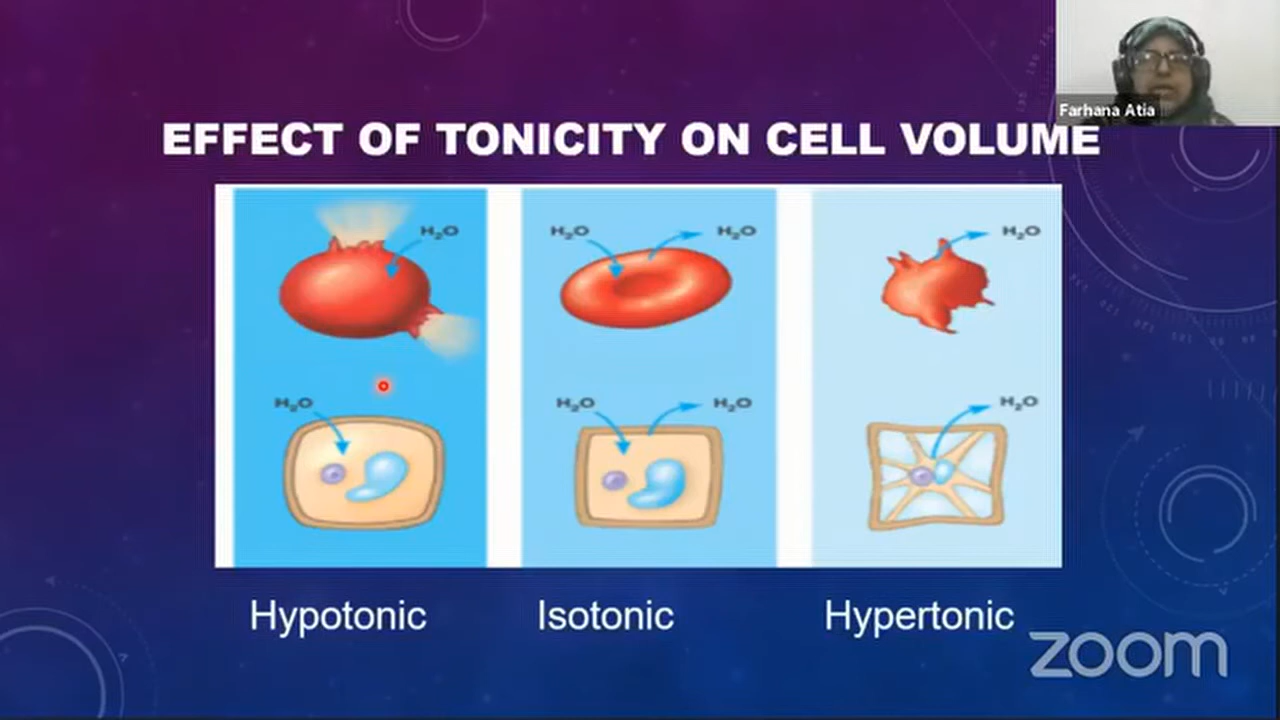 Farhana Atia
EFFECT OF TONICITY ON CELL VOLUME
H₂O
H₂O
H₂O
H₂O
H₂O
H₂O
H₂O
H₂O
Hypotonic
Isotonic
Hypertonic
zoom